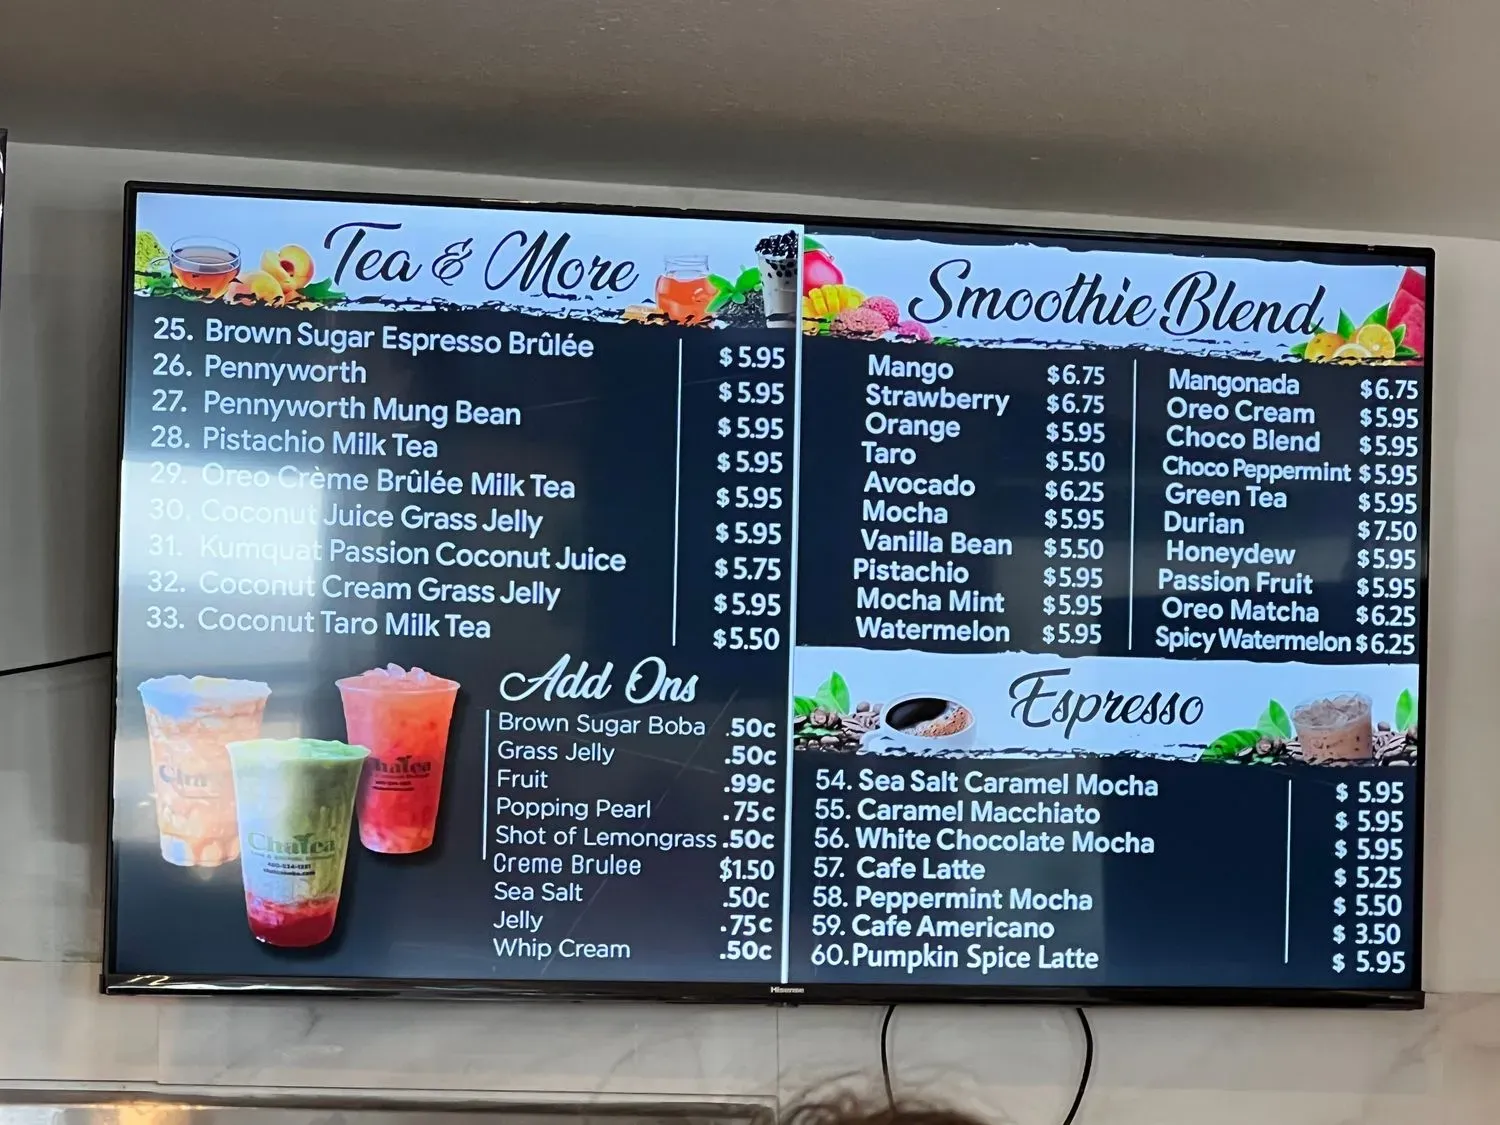 Tea & More
25. Brown Sugar Espresso Brûlée $5.95
26. Pennyworth $5.95
27. Pennyworth Mung Bean $5.95
28. Pistachio Milk Tea $5.95
29. Oreo Crème Brûlée Milk Tea $5.95
30. Coconut Juice Grass Jelly $5.95
31. Kumquat Passion Coconut Juice $5.75
32. Coconut Cream Grass Jelly $5.95
33. Coconut Taro Milk Tea $5.50
Add Ons
Brown Sugar Boba .50c
Grass Jelly .50c
Fruit .99c
Popping Pearl .75c
Shot of Lemongrass .50c
Creme Brulee $1.50
Sea Salt .50c
Jelly .75c
Whip Cream .50c
ChaTea
Smoothie Blend
Mango $6.75
Strawberry $6.75
Orange $5.95
Taro $5.50
Avocado $6.25
Mocha $5.95
Vanilla Bean $5.50
Pistachio $5.95
Mocha Mint $5.95
Watermelon $5.95
Mangonada $6.75
Oreo Cream $5.95
Choco Blend $5.95
Choco Peppermint $5.95
Green Tea $5.95
Durian $7.50
Honeydew $5.95
Passion Fruit $5.95
Oreo Matcha $6.25
Spicy Watermelon $6.25
Espresso
54. Sea Salt Caramel Mocha $ 5.95
55. Caramel Macchiato $ 5.95
56. White Chocolate Mocha $ 5.95
57. Cafe Latte $ 5.25
58. Peppermint Mocha $ 5.50
59. Cafe Americano $ 3.50
60. Pumpkin Spice Latte $ 5.95
Hisense